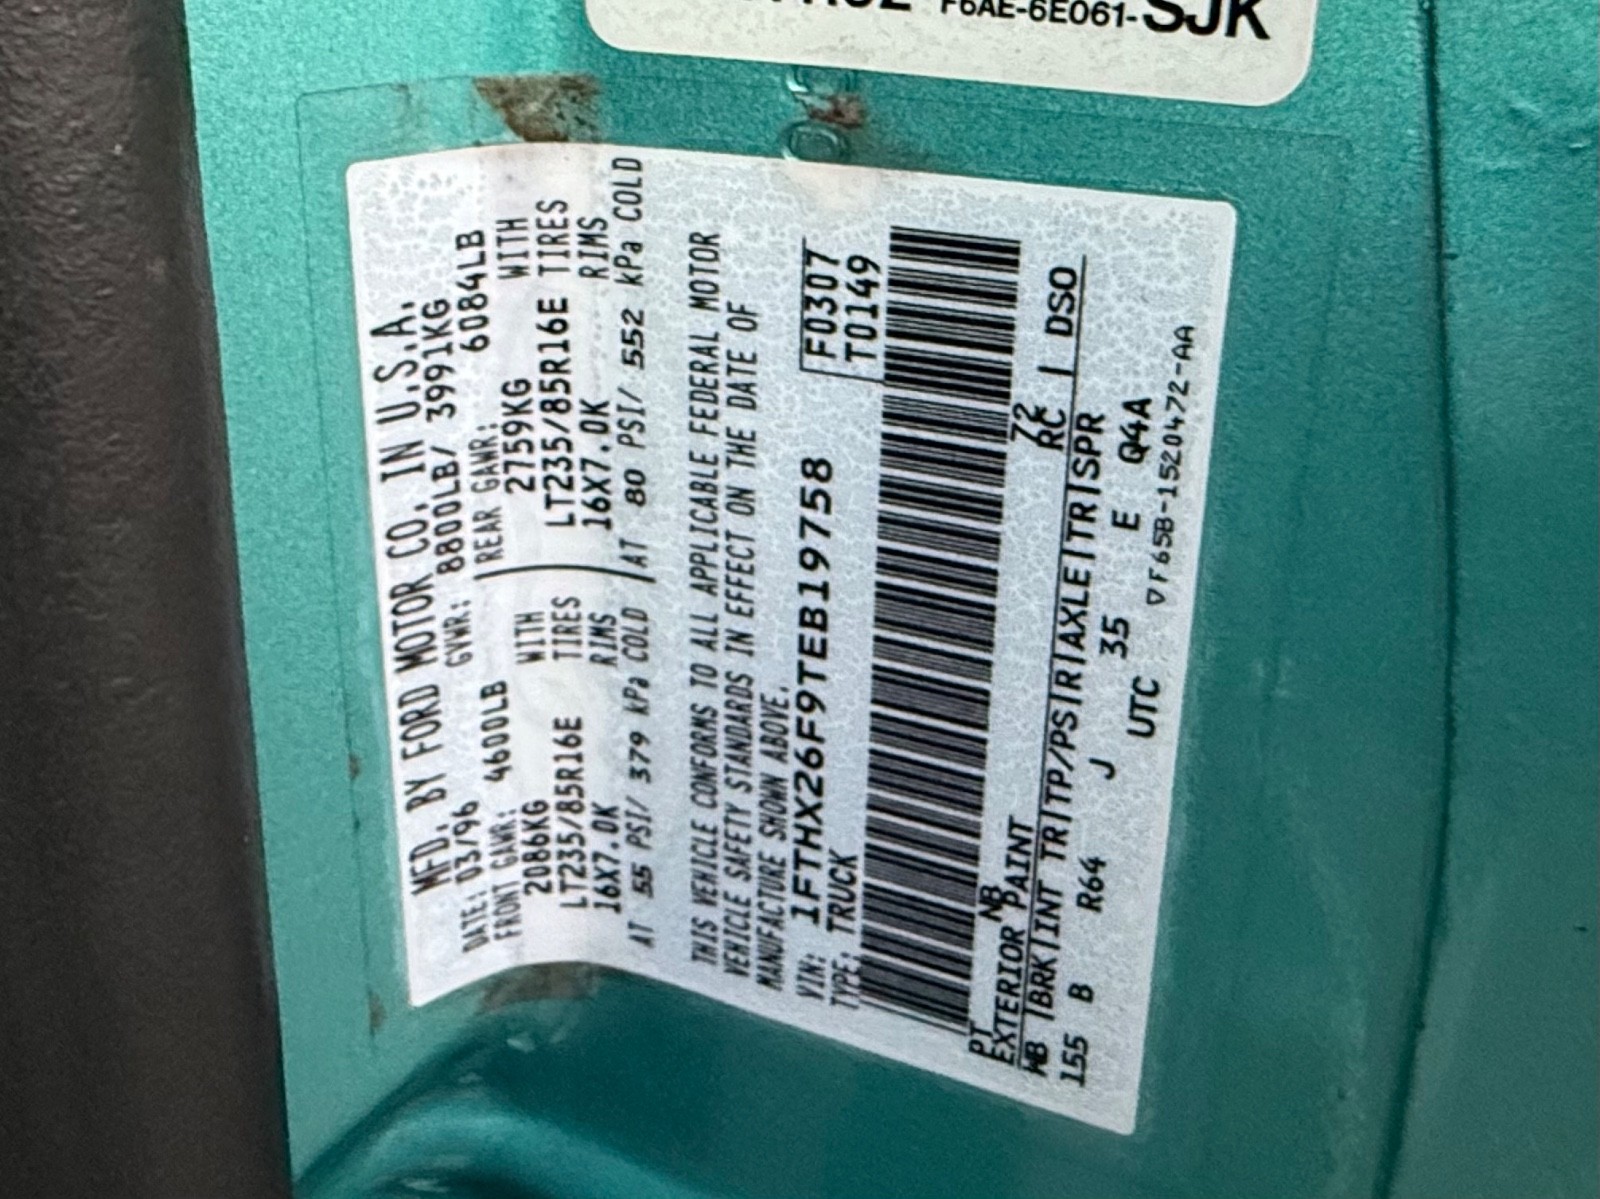 F6AE-6E061-SJK
MFD. BY FORD MOTOR CO. IN U.S.A.
DATE: 03/96 GVWR: 8800LB/ 3991KG
FRONT GAWR: 4600LB REAR GAWR: 6084LB
2086KG WITH 2759KG WITH
LT235/85R16E TIRES LT235/85R16E TIRES
16X7.0K RIMS 16X7.0K RIMS
AT 55 PSI/ 379 kPa COLD AT 80 PSI/ 552 kPa COLD
THIS VEHICLE CONFORMS TO ALL APPLICABLE FEDERAL MOTOR
VEHICLE SAFETY STANDARDS IN EFFECT ON THE DATE OF
MANUFACTURE SHOWN ABOVE.
VIN: 1FTHX26F9TEB19758 F0307
TYPE: TRUCK T0149
PT NB 72
EXTERIOR PAINT RC DSO
WB BRK INT TR TP/PS R AXLE TR SPR
155 B R64 J 35 E Q4A
UTC ▽F65B-1520472-AA